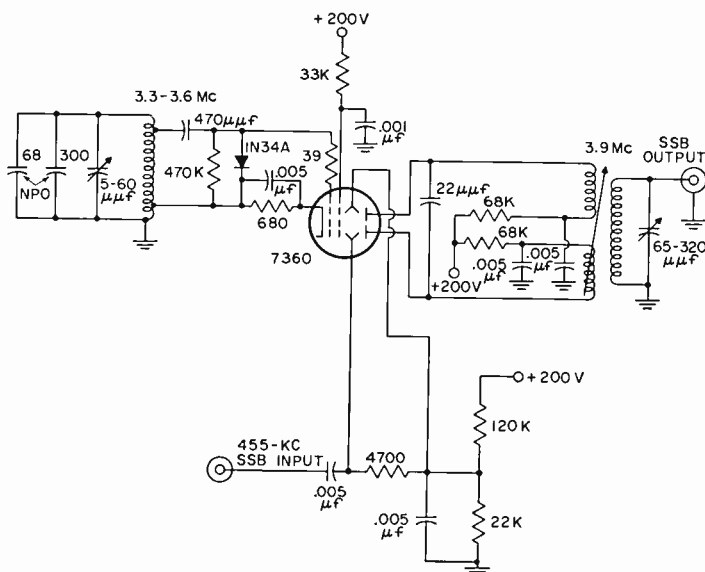 +200V
33K
.001
μf
3.3-3.6 Mc
470μμf
IN34A
.005
μf
39
68
300
NPO
5-60
μμf
470K
680
7360
22μμf
68K
68K
.005
μf
.005
μf
+200V
3.9 Mc
SSB
OUTPUT
65-320
μμf
+200V
120K
455-KC
SSB INPUT
4700
.005
μf
.005
μf
22K